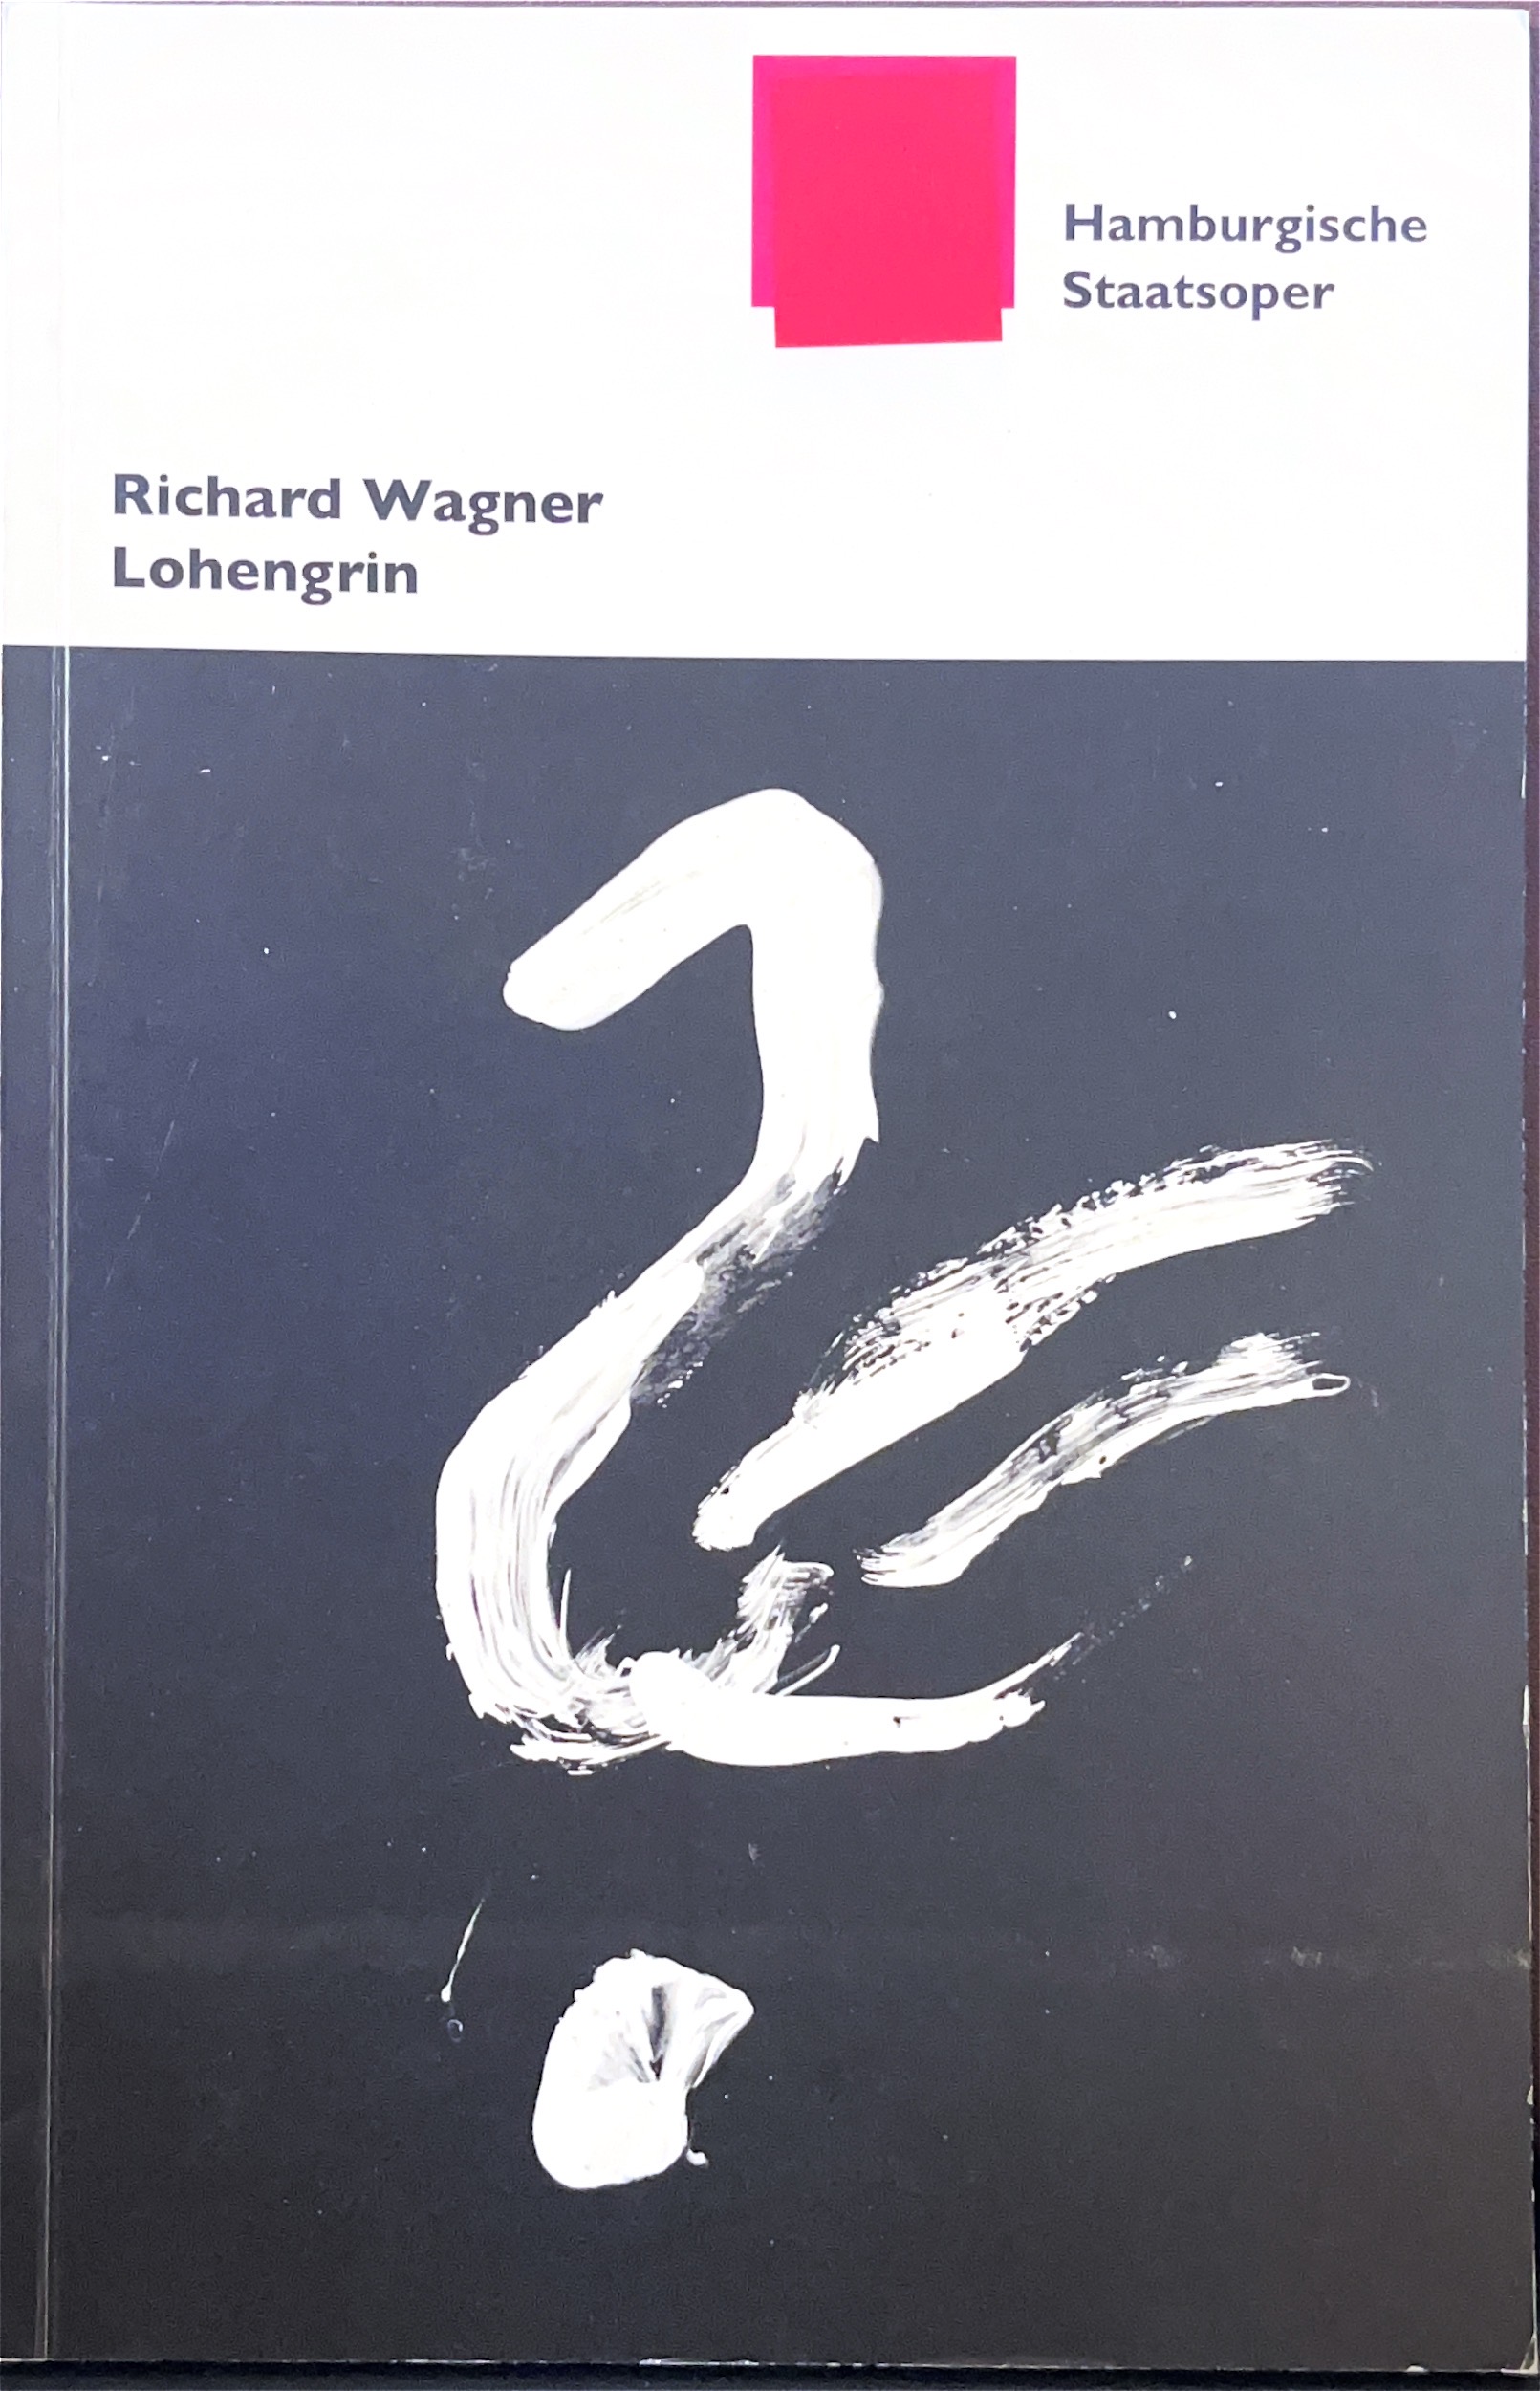 Hamburgische
Staatsoper
Richard Wagner
Lohengrin